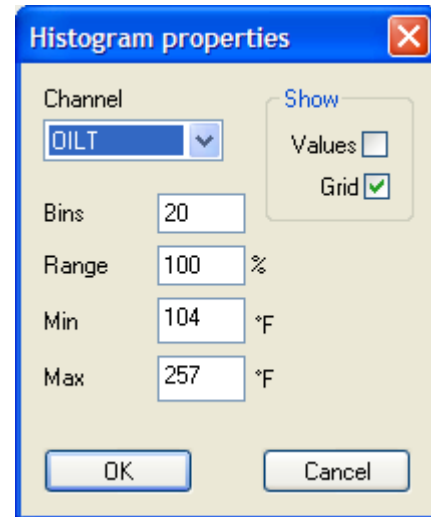 Histogram properties
Channel
Show
OILT
Values
Grid
Bins 20
Range 100 %
Min 104 °F
Max 257 °F
OK Cancel